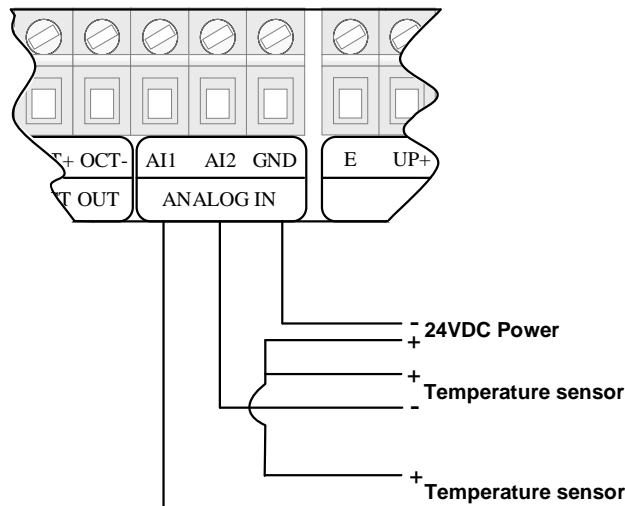 T+ OCT- AI1 AI2 GND E UP+
T OUT ANALOG IN
- 24VDC Power
+
+
Temperature sensor
-
+
Temperature sensor